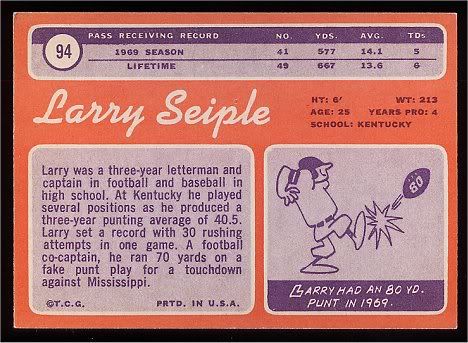 94
PASS RECEIVING RECORD NO. YDS. AVG. TDs
1969 SEASON 41 577 14.1 5
LIFETIME 49 667 13.6 6
Larry Seiple
HT: 6' WT: 213
AGE: 25 YEARS PRO: 4
SCHOOL: KENTUCKY
Larry was a three-year letterman and
captain in football and baseball in
high school. At Kentucky he played
several positions as he produced a
three-year punting average of 40.5.
Larry set a record with 30 rushing
attempts in one game. A football
co-captain, he ran 70 yards on a
fake punt play for a touchdown
against Mississippi.
©T.C.G. PRTD. IN U.S.A.
80
LARRY HAD AN 80 YD.
PUNT IN 1969.